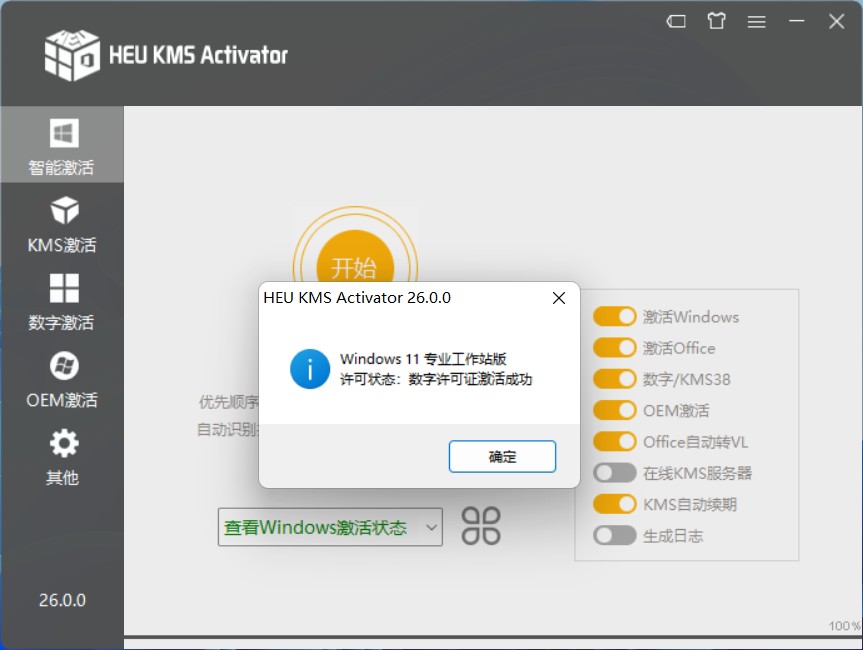 HEU KMS Activator
智能激活
KMS激活
数字激活
OEM激活
其他
26.0.0
开始
HEU KMS Activator 26.0.0
Windows 11 专业工作站版
许可状态：数字许可证激活成功
确定
优先顺序
自动识别
查看Windows激活状态
激活Windows
激活Office
数字/KMS38
OEM激活
Office自动转VL
在线KMS服务器
KMS自动续期
生成日志
100%